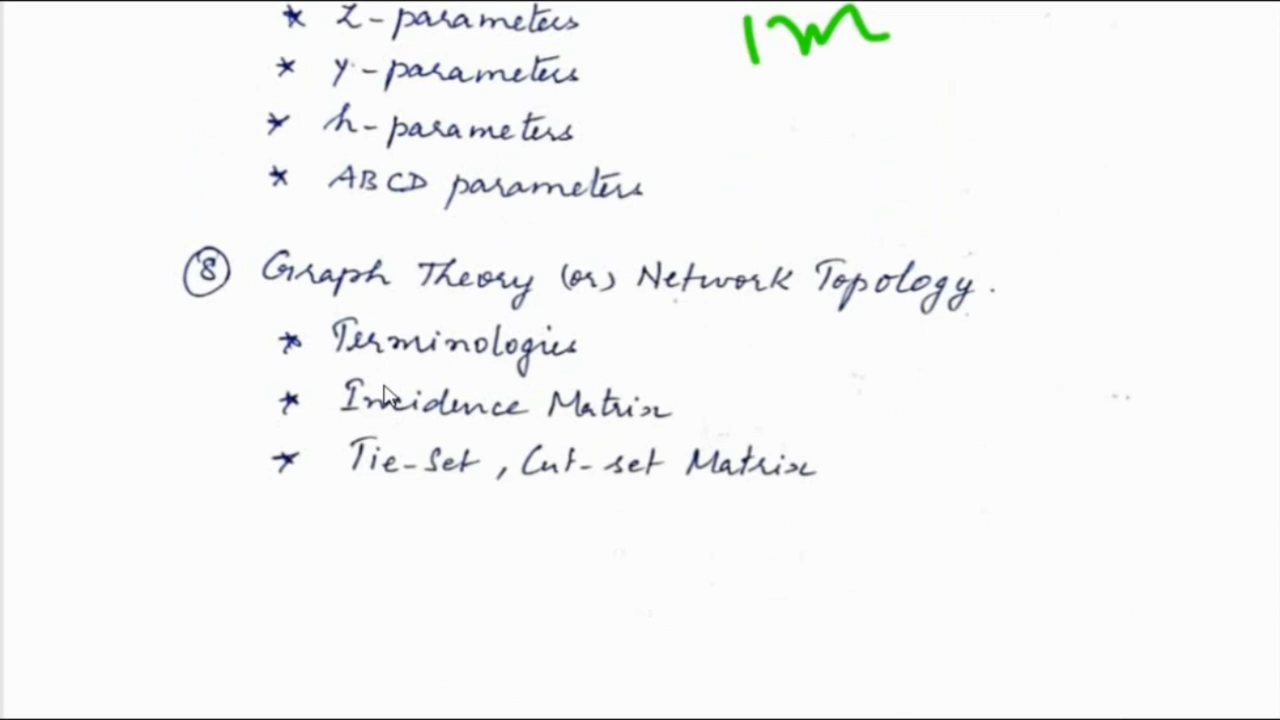 * Z-parameters
1m
* y-parameters
* h-parameters
* ABCD parameters
⑧ Graph Theory (or) Network Topology.
* Terminologies
* Incidence Matrix
* Tie-Set, Cut-set Matrix